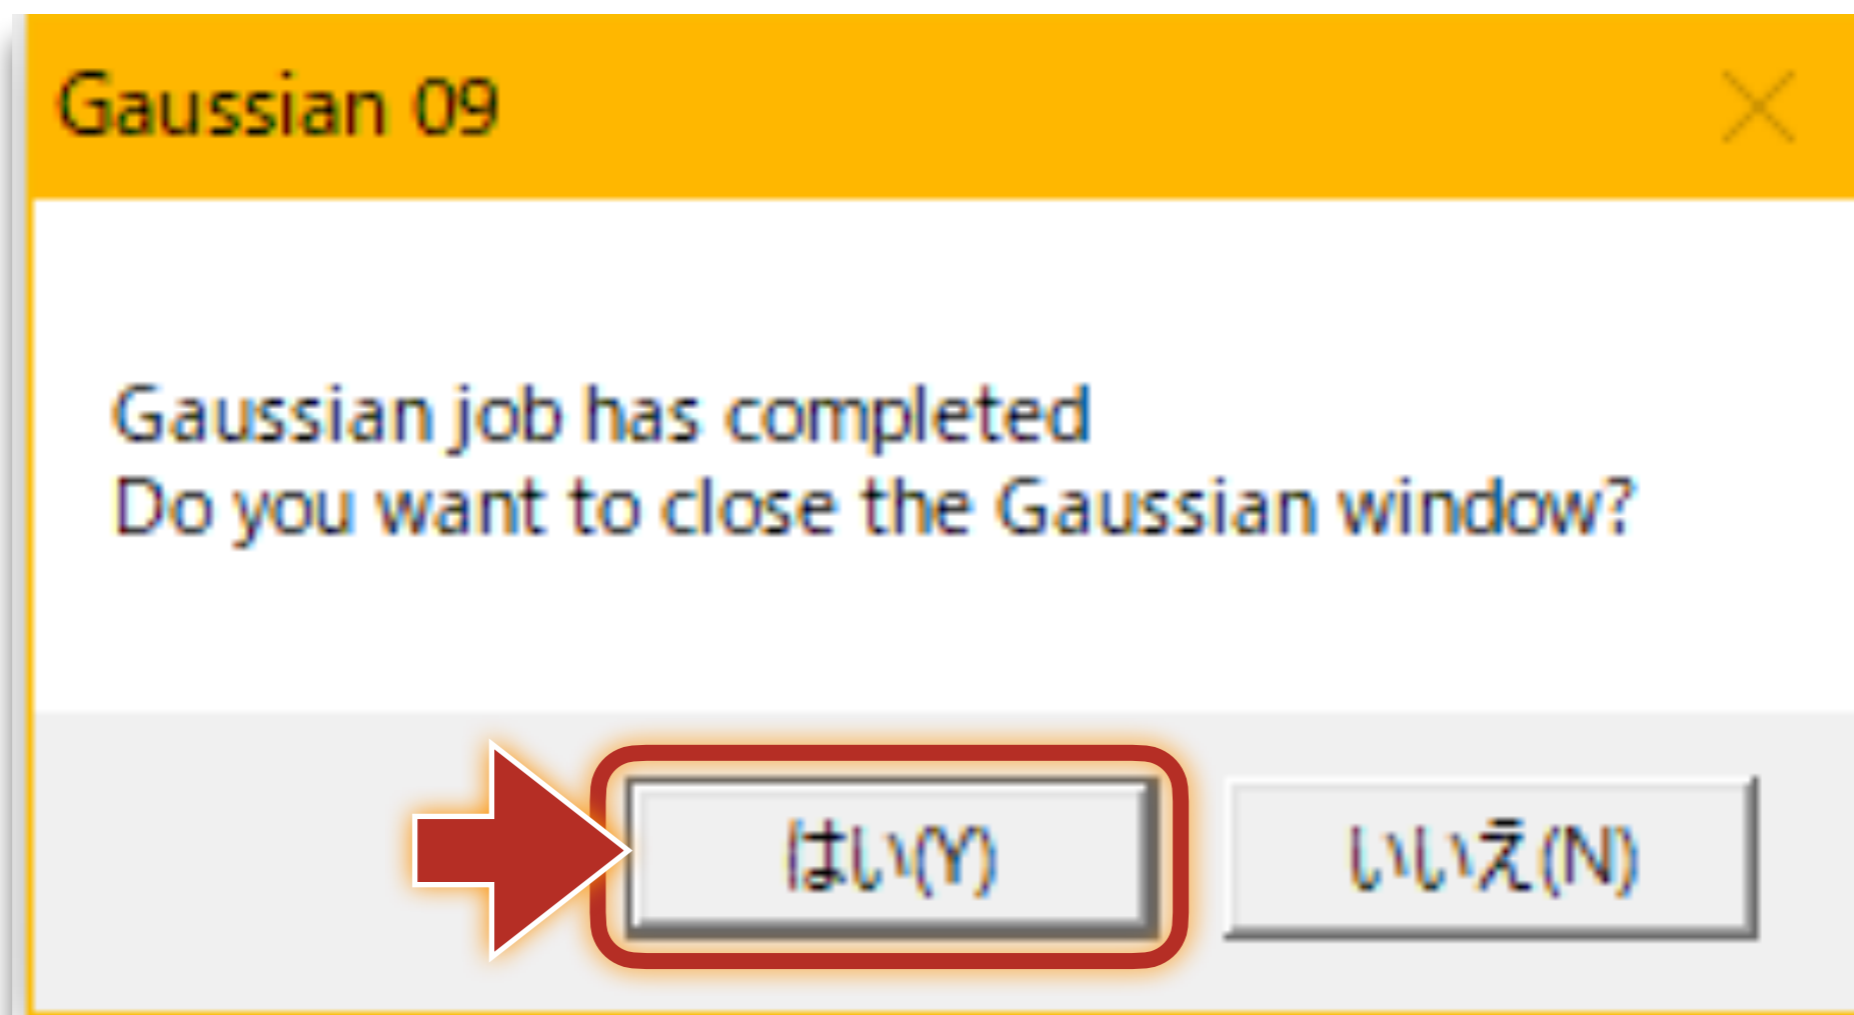 Gaussian 09
Gaussian job has completed
Do you want to close the Gaussian window?
はい(Y)
いいえ(N)